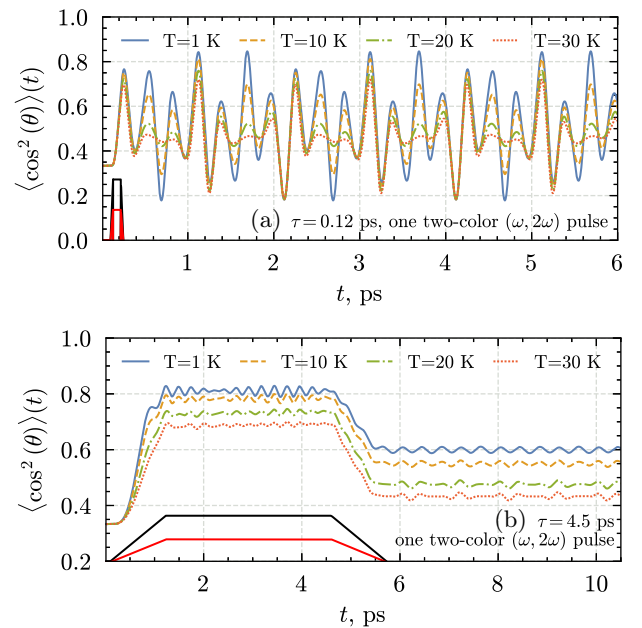 T=1 K T=10 K T=20 K T=30 K
⟨cos² (θ)⟩(t)
1.0
0.8
0.6
0.4
0.2
0.0
(a) τ = 0.12 ps, one two-color (ω, 2ω) pulse
1 2 3 4 5 6
t, ps
T=1 K T=10 K T=20 K T=30 K
⟨cos² (θ)⟩(t)
1.0
0.8
0.6
0.4
0.2
(b) τ = 4.5 ps
one two-color (ω, 2ω) pulse
2 4 6 8 10
t, ps